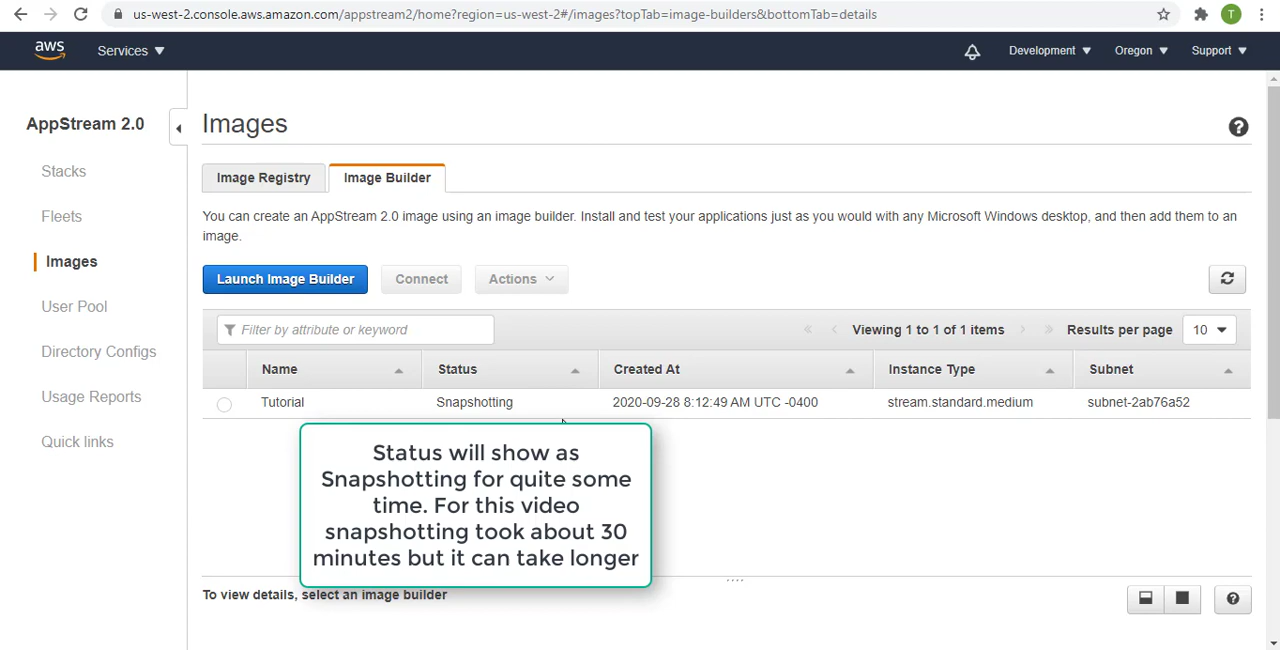 us-west-2.console.aws.amazon.com/appstream2/home?region=us-west-2#/images?topTab=image-builders&bottomTab=details
T
aws
Services
Development
Oregon
Support
AppStream 2.0
Stacks
Fleets
Images
User Pool
Directory Configs
Usage Reports
Quick links
Images
?
Image Registry
Image Builder
You can create an AppStream 2.0 image using an image builder. Install and test your applications just as you would with any Microsoft Windows desktop, and then add them to an
image.
Launch Image Builder
Connect
Actions
Filter by attribute or keyword
Viewing 1 to 1 of 1 items
Results per page
10
Name
Status
Created At
Instance Type
Subnet
Tutorial
Snapshotting
2020-09-28 8:12:49 AM UTC -0400
stream.standard.medium
subnet-2ab76a52
Status will show as
Snapshotting for quite some
time. For this video
snapshotting took about 30
minutes but it can take longer
To view details, select an image builder
?